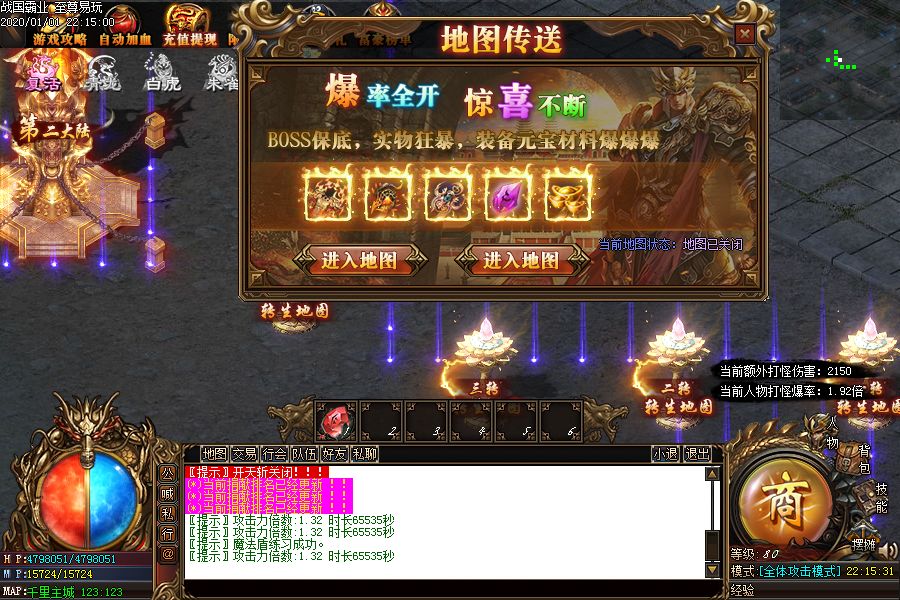 战国霸业 至尊易玩
2020/01/01 22:15:00
游戏攻略 自动加血 充值提现
复活 白虎 朱雀
第二大陆
地图传送
爆率全开 惊喜不断
BOSS保底，实物狂暴，装备元宝材料爆爆爆
当前地图状态：地图已关闭
进入地图 进入地图
转生地图
三转
二转
转生地图
转
转生地图
当前额外打怪伤害：2150
当前人物打怪爆率：1.92倍
1 2 3 4 5 6
地图 交易 行会 队伍 好友 私聊 小退 退出
公
喊
私
行
@
〖提示〗开天斩关闭！！！
(*)当前捐献排名已经更新！！！
(*)当前捐献排名已经更新！！！
(*)当前捐献排名已经更新！！！
〖提示〗攻击力倍数:1.32 时长65535秒
〖提示〗攻击力倍数:1.32 时长65535秒
〖提示〗魔法盾练习成功。
〖提示〗攻击力倍数:1.32 时长65535秒
HP:4798051/4798051
MP:15724/15724
MAP:千里主城 123:123
人物
背包
技能
商
摆摊
等级: 80
模式:[全体攻击模式] 22:15:31
经验